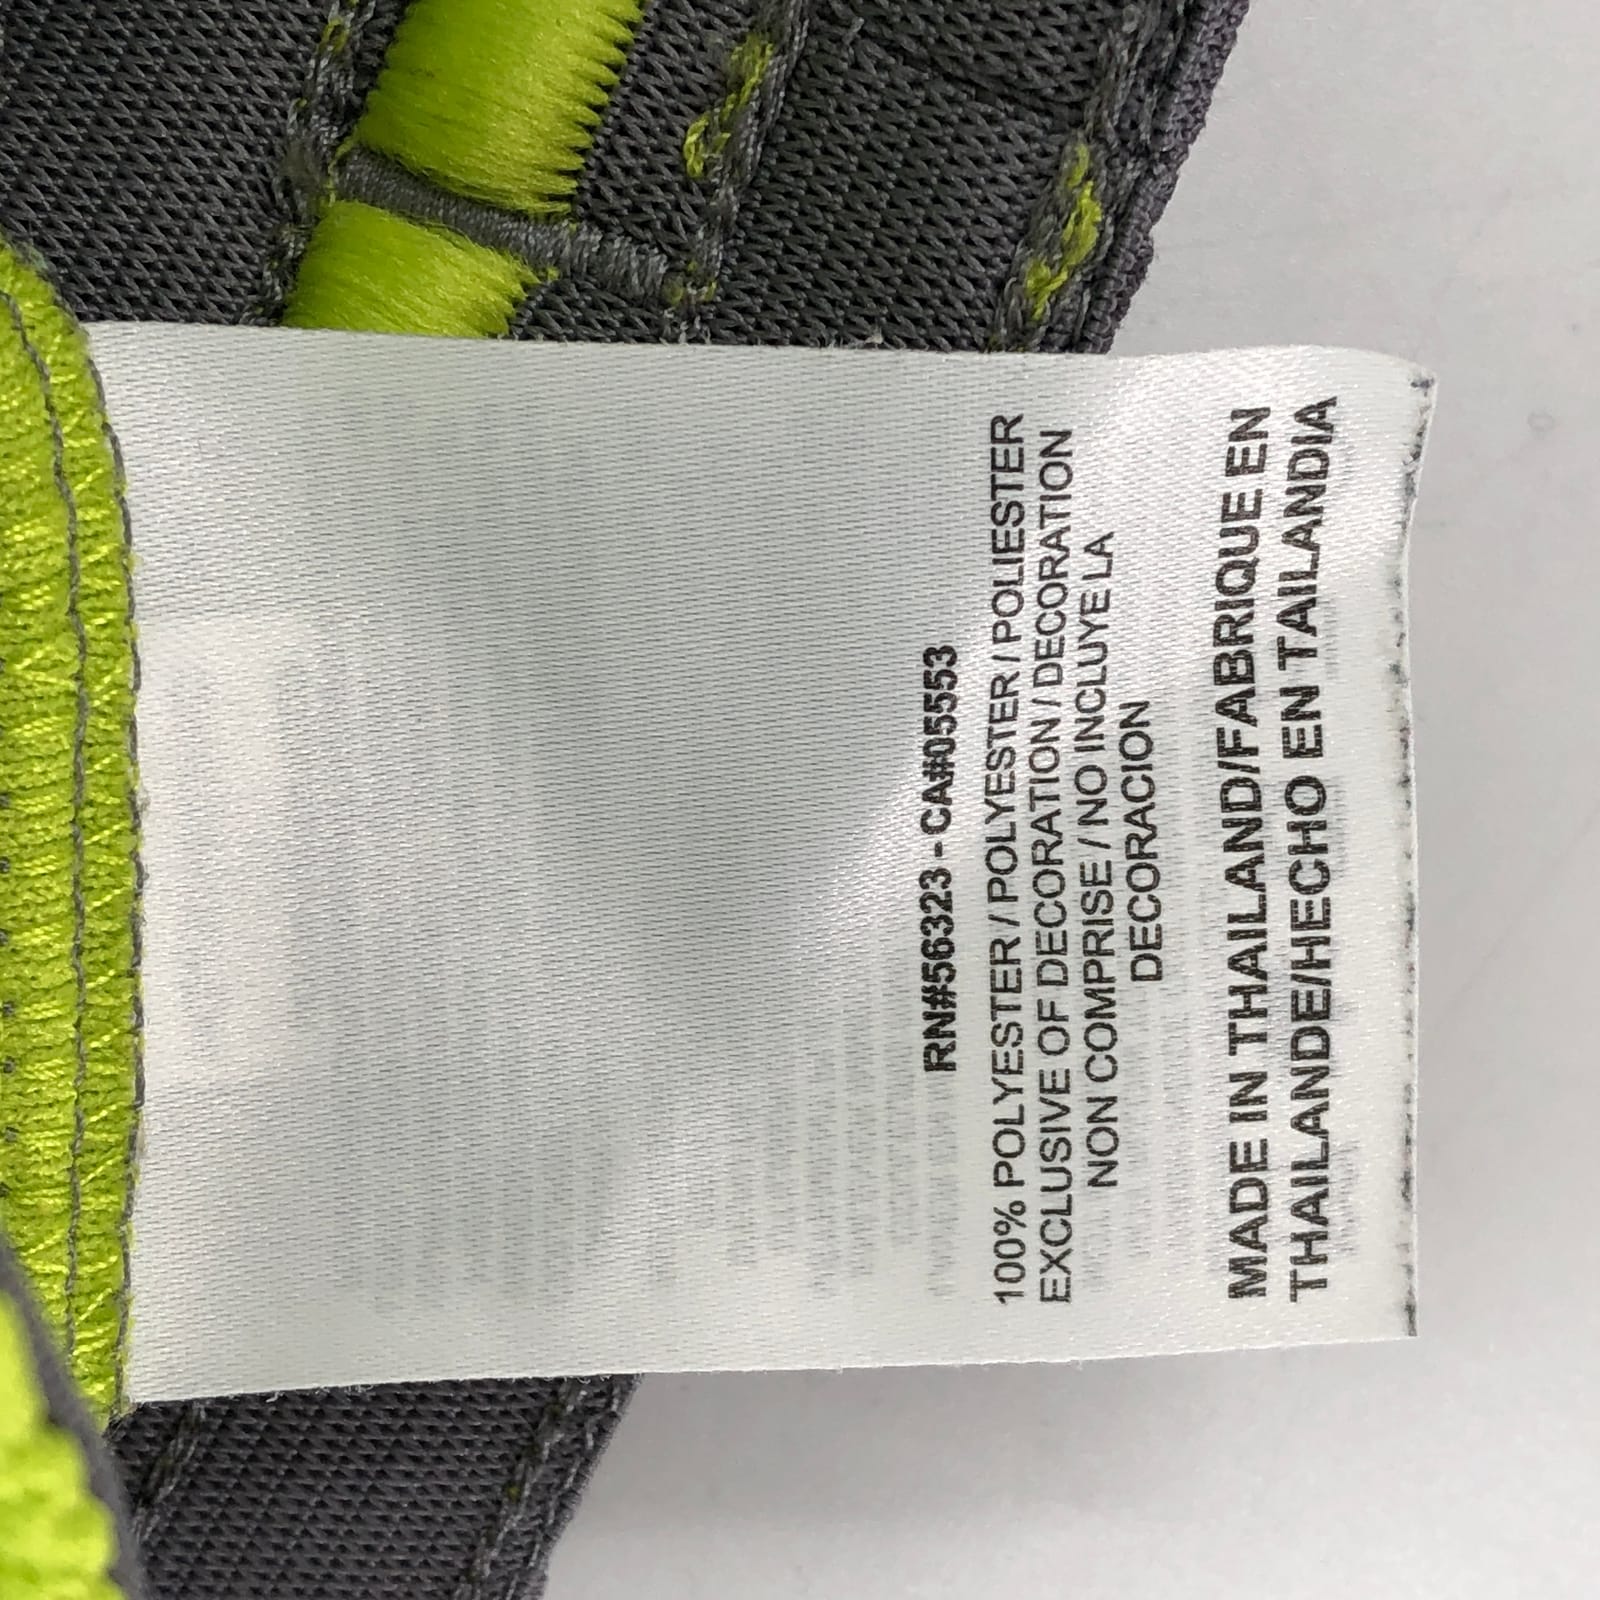 RN#56323 - CA#05553
100% POLYESTER / POLYESTER / POLIESTER
EXCLUSIVE OF DECORATION / DECORATION
NON COMPRISE / NO INCLUYE LA
DECORACION
MADE IN THAILAND/FABRIQUE EN
THAILANDE/HECHO EN TAILANDIA